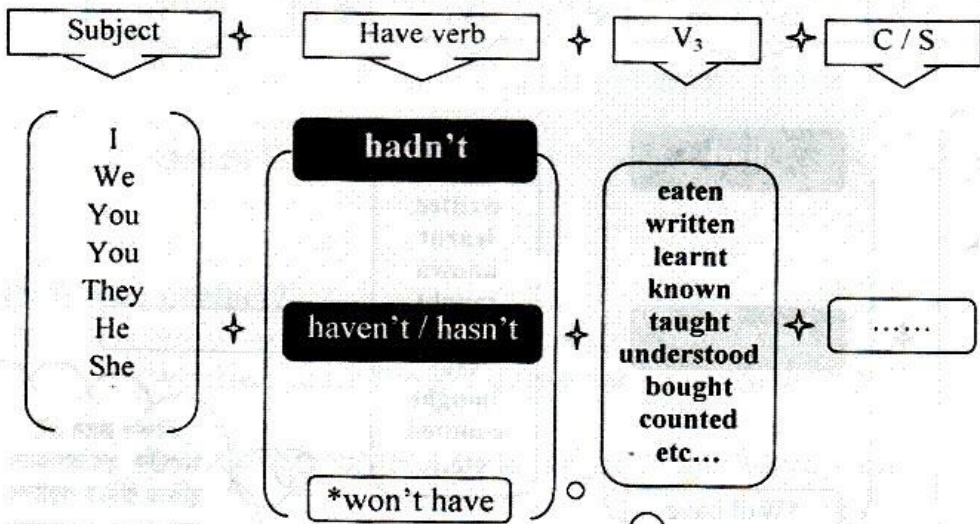 Subject + Have verb + V₃ + C / S
I
We
You
You
They
He
She
+
hadn't
haven't / hasn't
*won't have
+
eaten
written
learnt
known
taught
understood
bought
counted
etc...
+
......